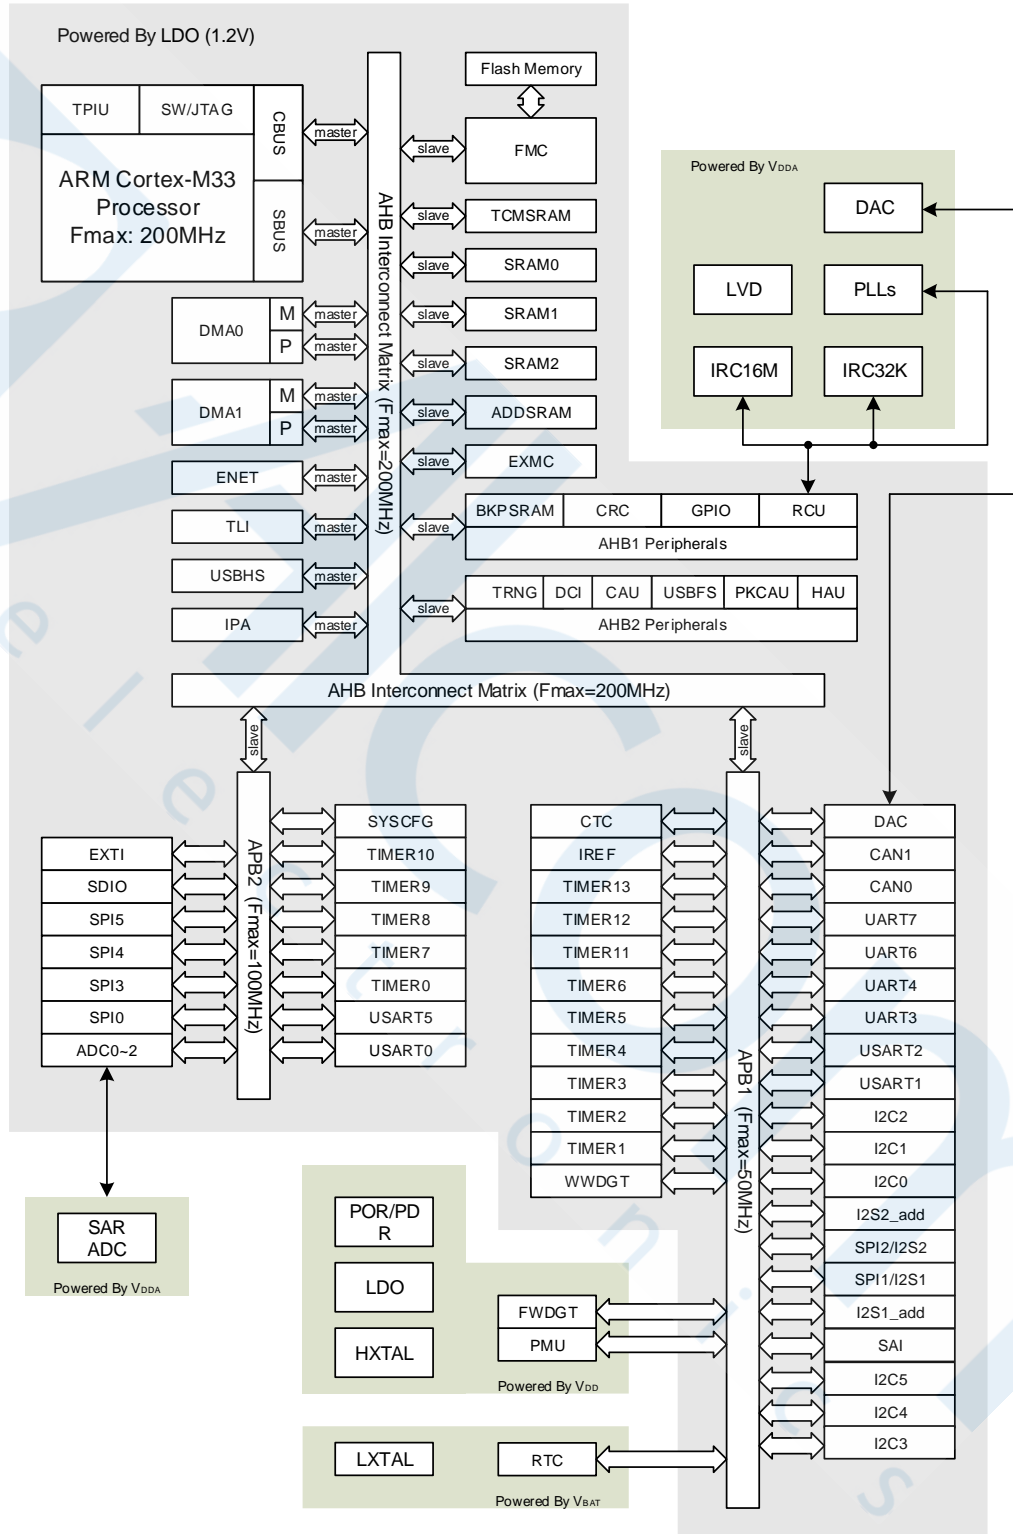 Powered By LDO (1.2V)
TPIU
SW/JTAG
CBUS
SBUS
ARM Cortex-M33
Processor
Fmax: 200MHz
master
master
AHB Interconnect Matrix (Fmax=200MHz)
Flash Memory
slave
FMC
slave
TCMSRAM
slave
SRAM0
slave
SRAM1
slave
SRAM2
slave
ADDSRAM
slave
EXMC
DMA0
M
P
master
master
DMA1
M
P
master
master
ENET
master
TLI
master
USBHS
master
IPA
master
Powered By VDDA
DAC
LVD
PLLs
IRC16M
IRC32K
slave
BKPSRAM
CRC
GPIO
RCU
AHB1 Peripherals
slave
TRNG
DCI
CAU
USBFS
PKCAU
HAU
AHB2 Peripherals
AHB Interconnect Matrix (Fmax=200MHz)
slave
slave
EXTI
SDIO
SPI5
SPI4
SPI3
SPI0
ADC0~2
APB2 (Fmax=100MHz)
SYSCFG
TIMER10
TIMER9
TIMER8
TIMER7
TIMER0
USART5
USART0
CTC
IREF
TIMER13
TIMER12
TIMER11
TIMER6
TIMER5
TIMER4
TIMER3
TIMER2
TIMER1
WWDGT
APB1 (Fmax=50MHz)
DAC
CAN1
CAN0
UART7
UART6
UART4
UART3
USART2
USART1
I2C2
I2C1
I2C0
I2S2_add
SPI2/I2S2
SPI1/I2S1
I2S1_add
SAI
I2C5
I2C4
I2C3
SAR
ADC
Powered By VDDA
POR/PD
R
LDO
HXTAL
FWDGT
PMU
Powered By VDD
LXTAL
RTC
Powered By VBAT
electronics